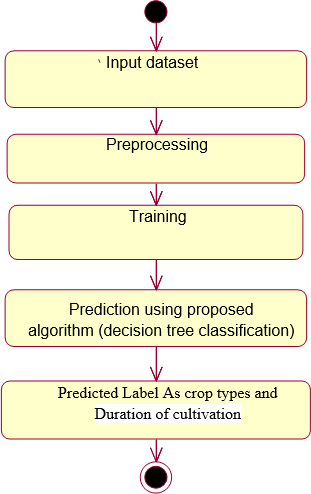 Input dataset
Preprocessing
Training
Prediction using proposed
algorithm (decision tree classification)
Predicted Label As crop types and
Duration of cultivation